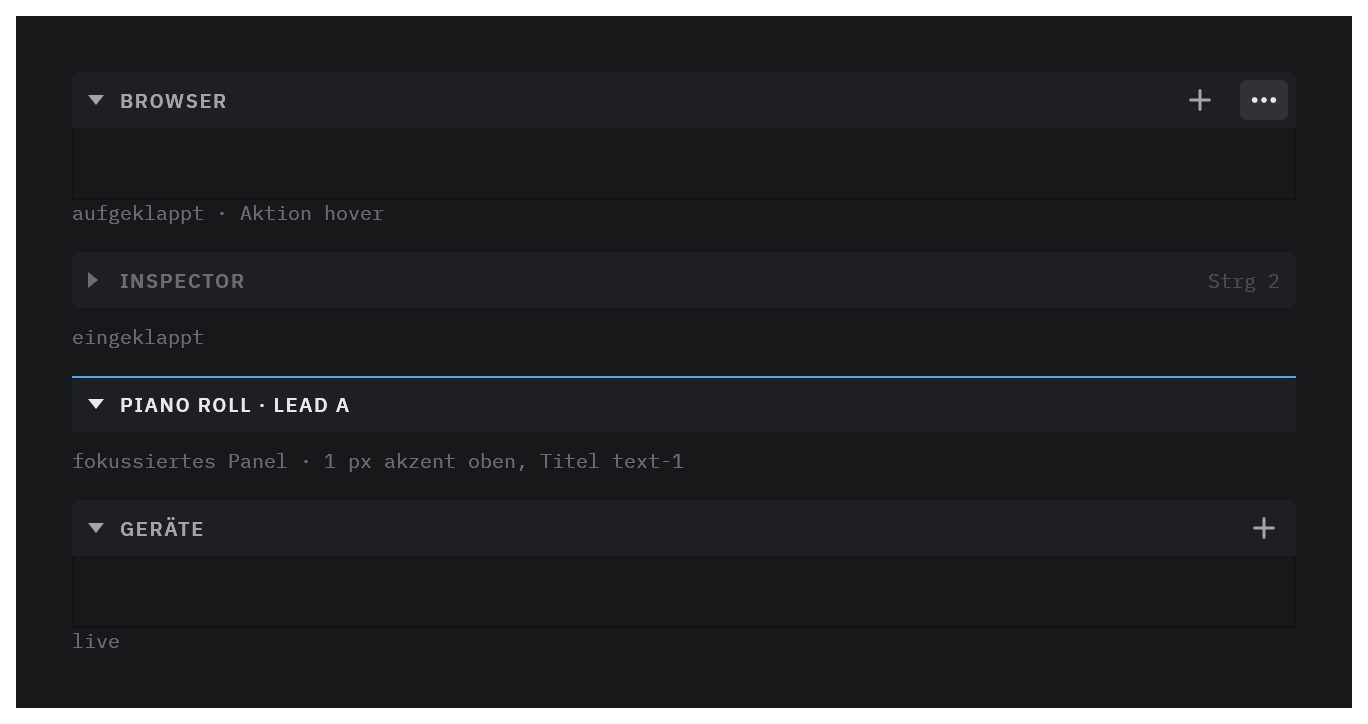 BROWSER
aufgeklappt · Aktion hover
INSPECTOR Strg 2
eingeklappt
PIANO ROLL · LEAD A
fokussiertes Panel · 1 px akzent oben, Titel text-1
GERÄTE
live